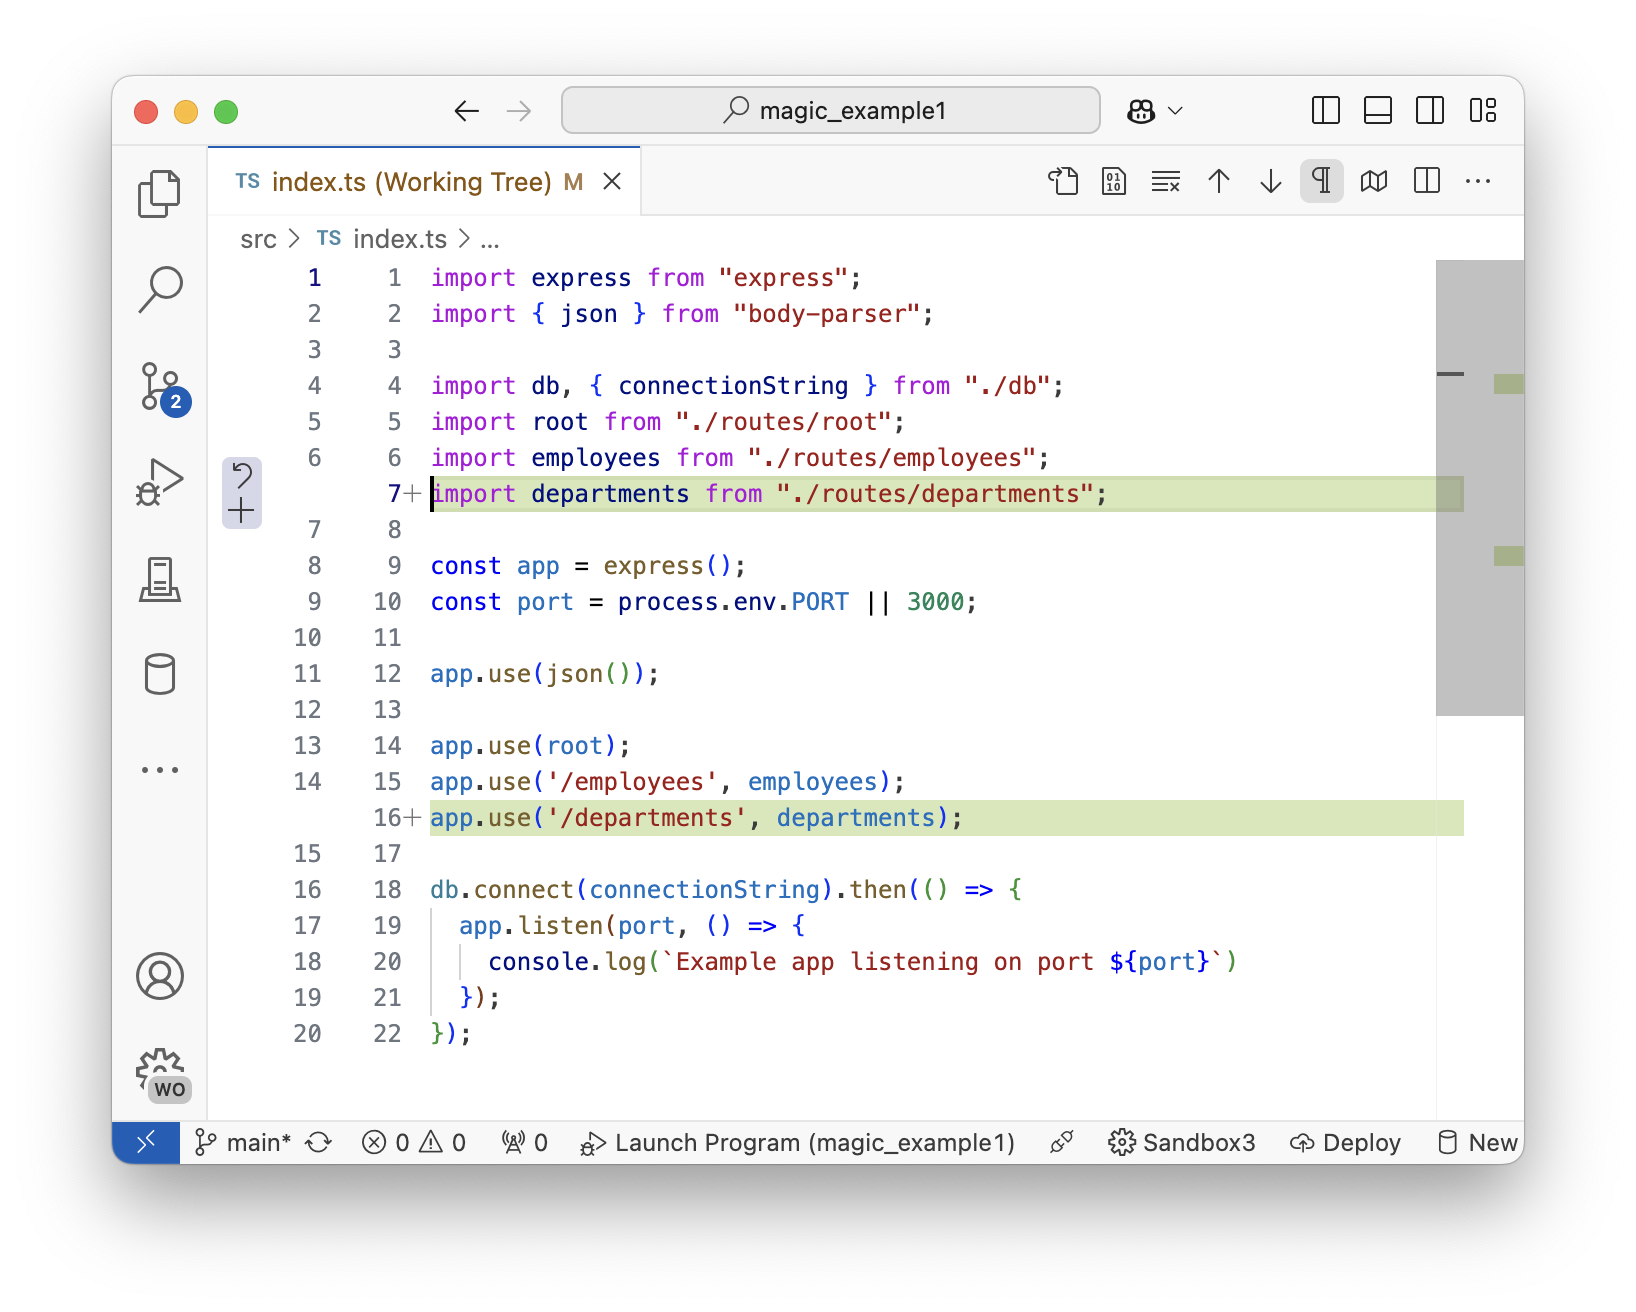 magic_example1
TS index.ts (Working Tree) M
src > TS index.ts > ...
1 1 import express from "express";
2 2 import { json } from "body-parser";
3 3
4 4 import db, { connectionString } from "./db";
5 5 import root from "./routes/root";
6 6 import employees from "./routes/employees";
7+ import departments from "./routes/departments";
7 8
8 9 const app = express();
9 10 const port = process.env.PORT || 3000;
10 11
11 12 app.use(json());
12 13
13 14 app.use(root);
14 15 app.use('/employees', employees);
16+ app.use('/departments', departments);
15 17
16 18 db.connect(connectionString).then(() => {
17 19 app.listen(port, () => {
18 20 console.log(`Example app listening on port ${port}`)
19 21 });
20 22 });
2
WO
main* 0 0 0 Launch Program (magic_example1) Sandbox3 Deploy New